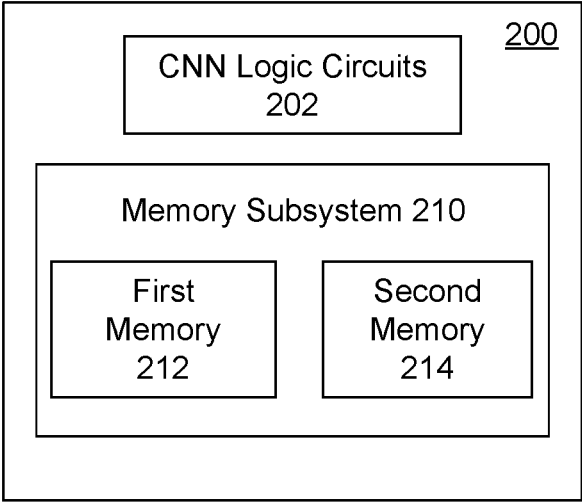 200
CNN Logic Circuits
202
Memory Subsystem 210
First
Memory
212
Second
Memory
214